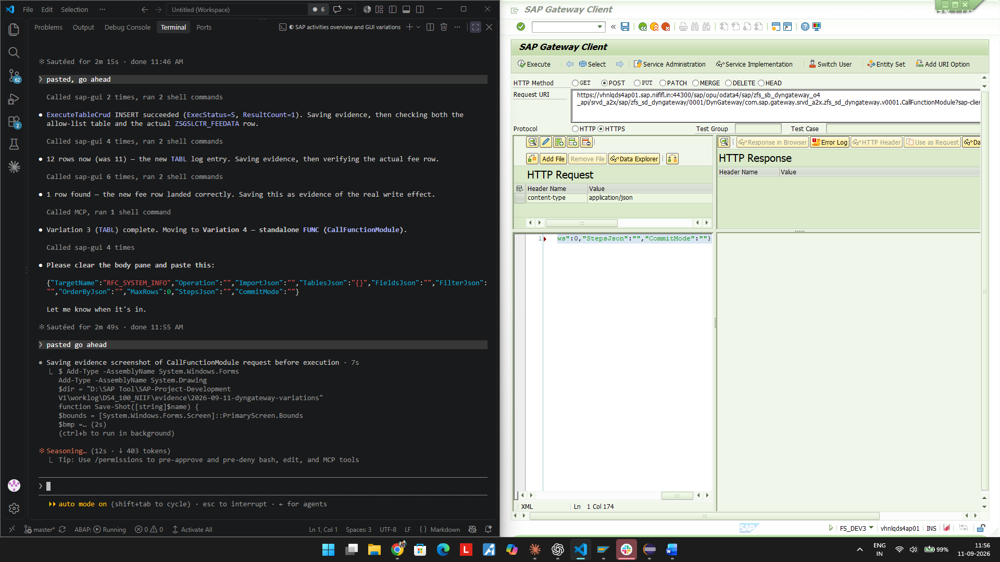 File Edit Selection ···
Untitled (Workspace)
6
Problems Output Debug Console Terminal Ports
SAP activities overview and GUI variations
Sautéed for 2m 15s · done 11:46 AM
❯ pasted, go ahead
Called sap-gui 2 times, ran 2 shell commands
● ExecuteTableCrud INSERT succeeded (ExecStatus=S, ResultCount=1). Saving evidence, then checking both the
allow-list table and the actual ZSGSLCTR_FEEDATA row.
Called sap-gui 4 times, ran 2 shell commands
● 12 rows now (was 11) — the new TABL log entry. Saving evidence, then verifying the actual fee row.
Called sap-gui 6 times, ran 2 shell commands
● 1 row found — the new fee row landed correctly. Saving this as evidence of the real write effect.
Called MCP, ran 1 shell command
● Variation 3 (TABL) complete. Moving to Variation 4 — standalone FUNC (CallFunctionModule).
Called sap-gui 4 times
● Please clear the body pane and paste this:
{"TargetName":"RFC_SYSTEM_INFO","Operation":"","ImportJson":"","TablesJson":"{}","FieldsJson":"","FilterJson":
"","OrderByJson":"","MaxRows":0,"StepsJson":"","CommitMode":""}
Let me know when it's in.
Sautéed for 2m 49s · done 11:55 AM
❯ pasted go ahead
● Saving evidence screenshot of CallFunctionModule request before execution · 7s
$ Add-Type -AssemblyName System.Windows.Forms
Add-Type -AssemblyName System.Drawing
$dir = "D:\SAP Tool\SAP-Project-Development
V1\worklog\DS4_100_NIIF\evidence\2026-09-11-dyngateway-variations"
function Save-Shot([string]$name) {
$bounds = [System.Windows.Forms.Screen]::PrimaryScreen.Bounds
$bmp =… (2s)
(ctrl+b to run in background)
Seasoning… (12s · ↓ 403 tokens)
Tip: Use /permissions to pre-approve and pre-deny bash, edit, and MCP tools
❯
auto mode on (shift+tab to cycle) · esc to interrupt · ← for agents
62
2
master* ABAP: Running 0 0 Activate All
Ln 1, Col 1 Spaces: 3 UTF-8 LF {} Markdown
SAP Gateway Client
SAP Gateway Client
Execute Select Service Administration Service Implementation Switch User Entity Set Add URI Option
HTTP Method GET POST PUT PATCH MERGE DELETE HEAD
Request URI
https://vhnlqds4ap01.sap.niififl.in:44300/sap/opu/odata4/sap/zfs_sb_dyngateway_o4
_api/srvd_a2x/sap/zfs_sd_dyngateway/0001/DynGateway/com.sap.gateway.srvd_a2x.zfs_sd_dyngateway.v0001.CallFunctionModule?sap-clien
Protocol HTTP HTTPS Test Group Test Case
Response in Browser Error Log HTTP Header Use as Request Da
Add File Remove File Data Explorer
HTTP Request
Header Name Value
content-type application/json
HTTP Response
Header Name Value
1 ws":0,"StepsJson":"","CommitMode":""}
XML Ln 1 Col 174
SAP
FS_DEV3 vhnlqds4ap01 INS
L
W
ENG
IN
99%
11:56
11-09-2026